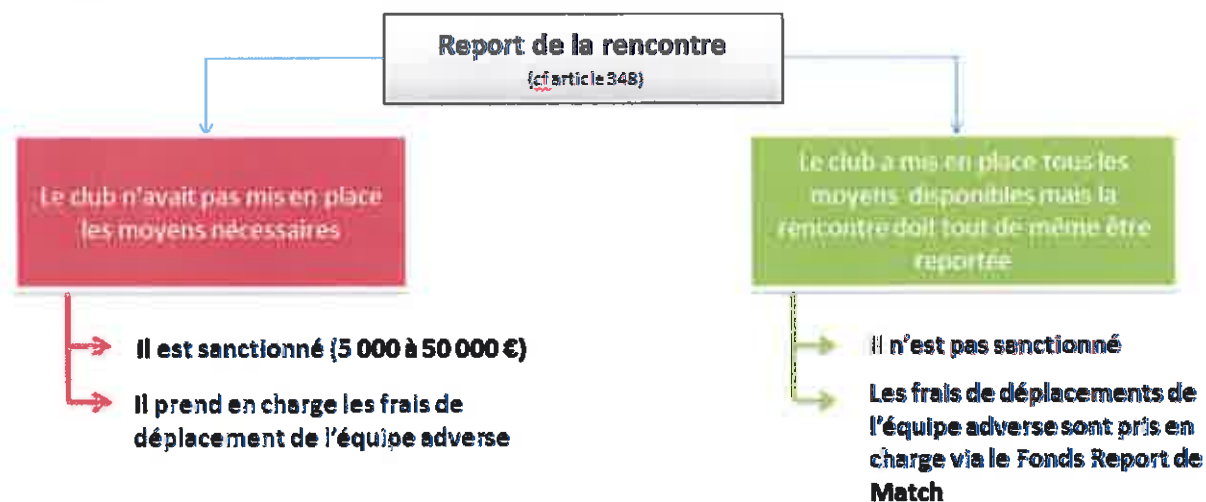 Report de la rencontre
(cf article 348)
Le club n'avait pas mis en place
les moyens nécessaires
Le club a mis en place tous les
moyens disponibles mais la
rencontre doit tout de même être
reportée
Il est sanctionné (5 000 à 50 000 €)
Il prend en charge les frais de
déplacement de l'équipe adverse
Il n'est pas sanctionné
Les frais de déplacements de
l'équipe adverse sont pris en
charge via le Fonds Report de
Match